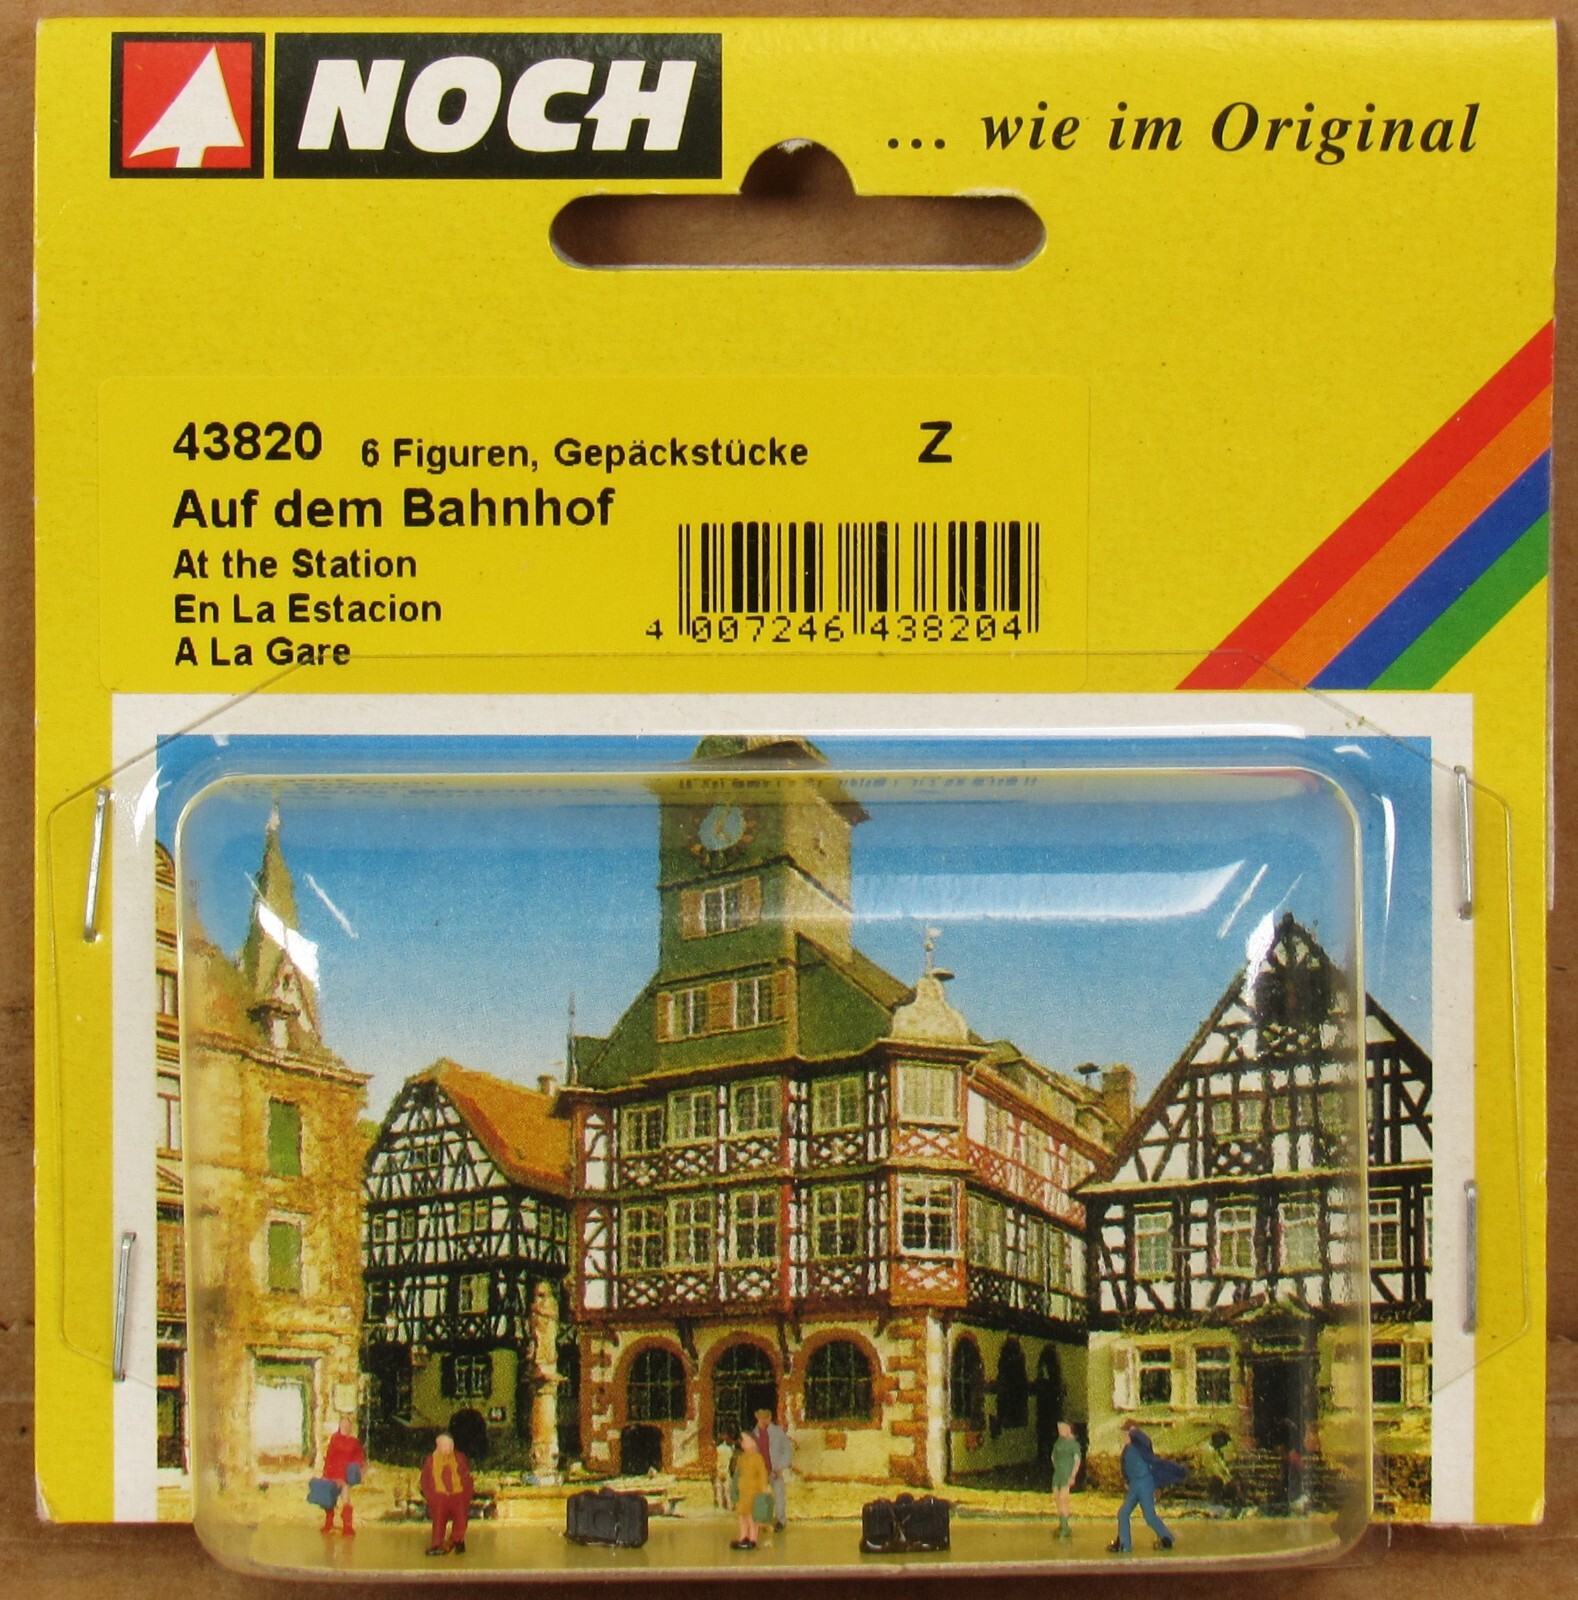 NOCH
... wie im Original
43820 6 Figuren, Gepäckstücke Z
Auf dem Bahnhof
At the Station
En La Estacion
A La Gare
4 007246 438204